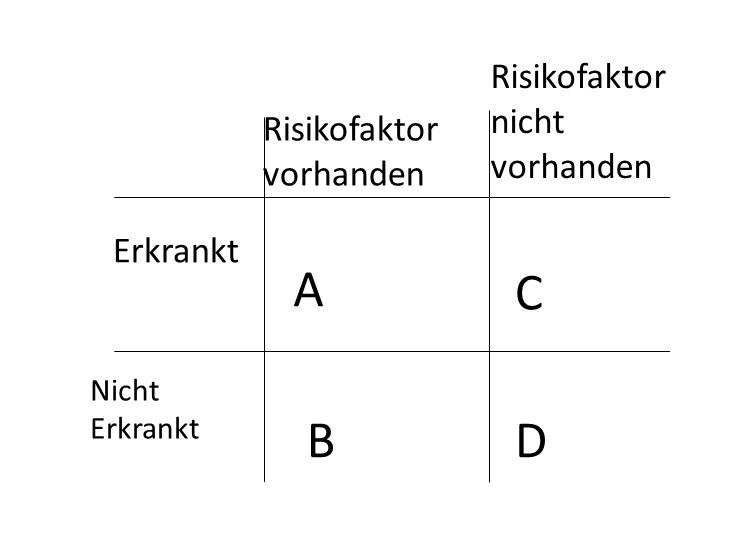 Risikofaktor
vorhanden
Risikofaktor
nicht
vorhanden
Erkrankt
A
C
Nicht
Erkrankt
B
D